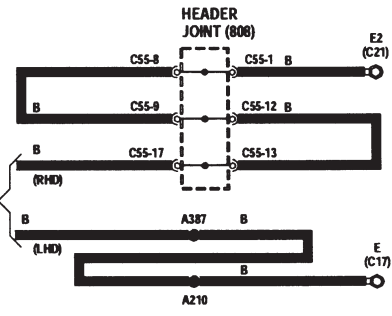 HEADER
JOINT (808)
E2
(C21)
C55-8
C55-1
B
B
C55-9
C55-12
B
B
C55-17
C55-13
(RHD)
B
A387
B
E
(C17)
(LHD)
B
A210